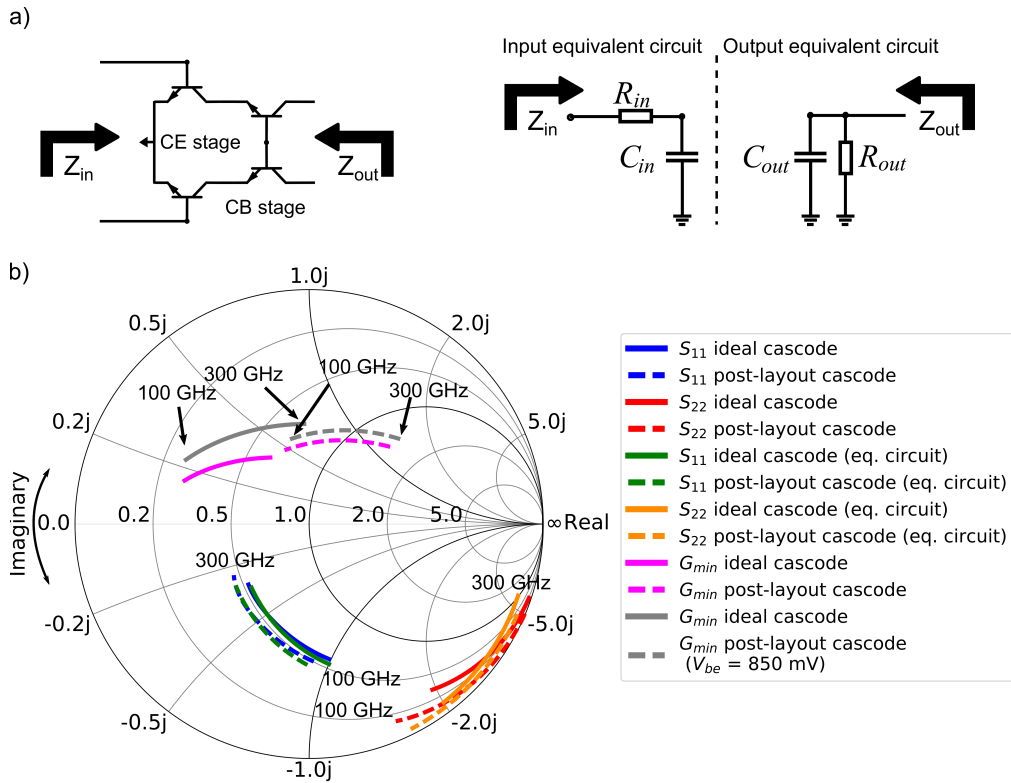 a)
Input equivalent circuit
Output equivalent circuit
Z_in
CE stage
Z_out
CB stage
Z_in
R_in
C_in
C_out
R_out
Z_out
b)
1.0j
0.5j
2.0j
300 GHz
100 GHz
100 GHz
300 GHz
0.2j
5.0j
Imaginary
0.0
0.2
0.5
1.0
2.0
5.0
∞Real
300 GHz
300 GHz
-0.2j
-5.0j
100 GHz
100 GHz
-0.5j
-2.0j
-1.0j
S_11 ideal cascode
S_11 post-layout cascode
S_22 ideal cascode
S_22 post-layout cascode
S_11 ideal cascode (eq. circuit)
S_11 post-layout cascode (eq. circuit)
S_22 ideal cascode (eq. circuit)
S_22 post-layout cascode (eq. circuit)
G_min ideal cascode
G_min post-layout cascode
G_min ideal cascode
G_min post-layout cascode
(V_be = 850 mV)